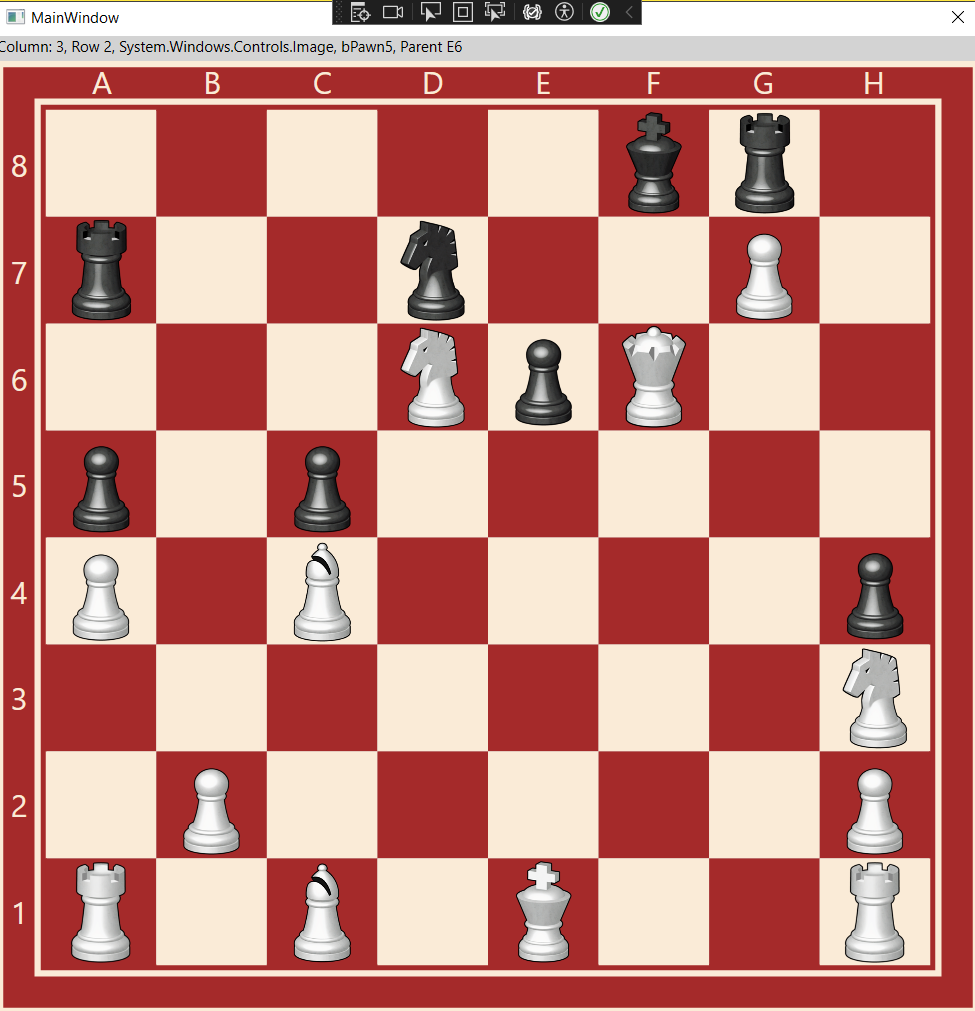 MainWindow
Column: 3, Row 2, System.Windows.Controls.Image, bPawn5, Parent E6
A B C D E F G H
8
7
6
5
4
3
2
1